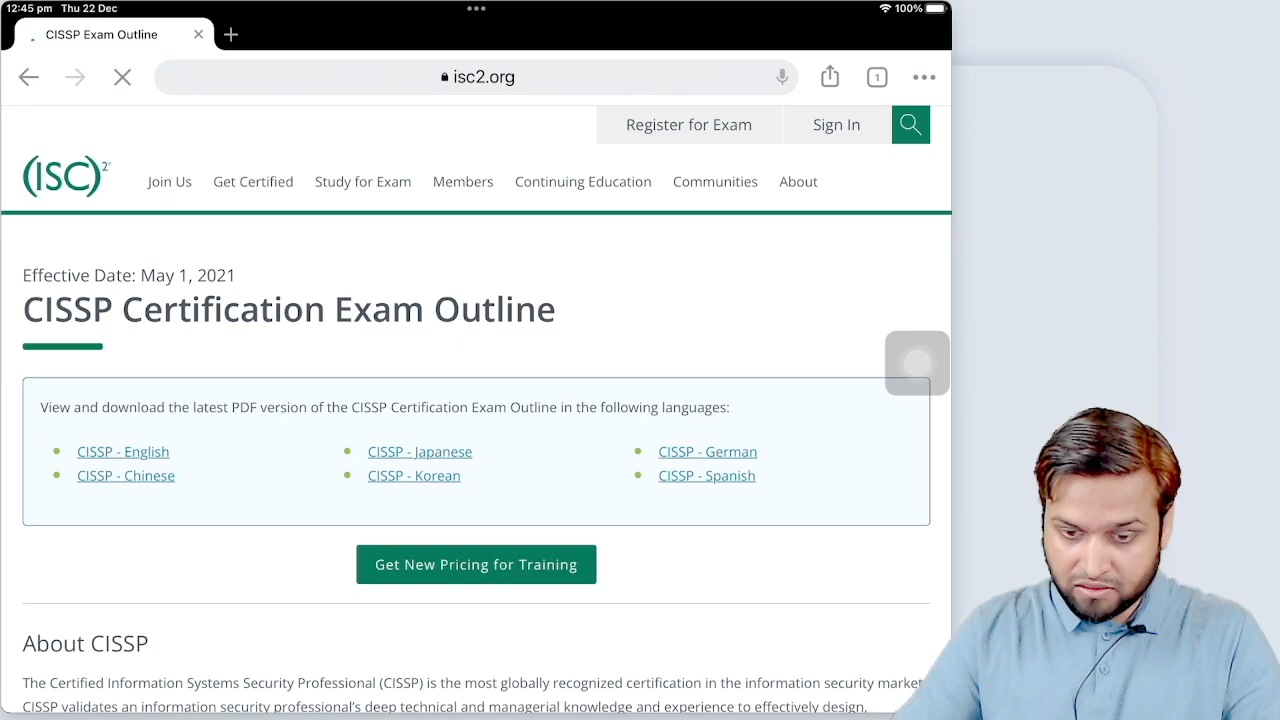 12:45 pm Thu 22 Dec 100%
CISSP Exam Outline
isc2.org 1
Register for Exam Sign In
(ISC)2®
Join Us Get Certified Study for Exam Members Continuing Education Communities About
Effective Date: May 1, 2021
CISSP Certification Exam Outline
View and download the latest PDF version of the CISSP Certification Exam Outline in the following languages:
CISSP - English CISSP - Japanese CISSP - German
CISSP - Chinese CISSP - Korean CISSP - Spanish
Get New Pricing for Training
About CISSP
The Certified Information Systems Security Professional (CISSP) is the most globally recognized certification in the information security market.
CISSP validates an information security professional's deep technical and managerial knowledge and experience to effectively design,